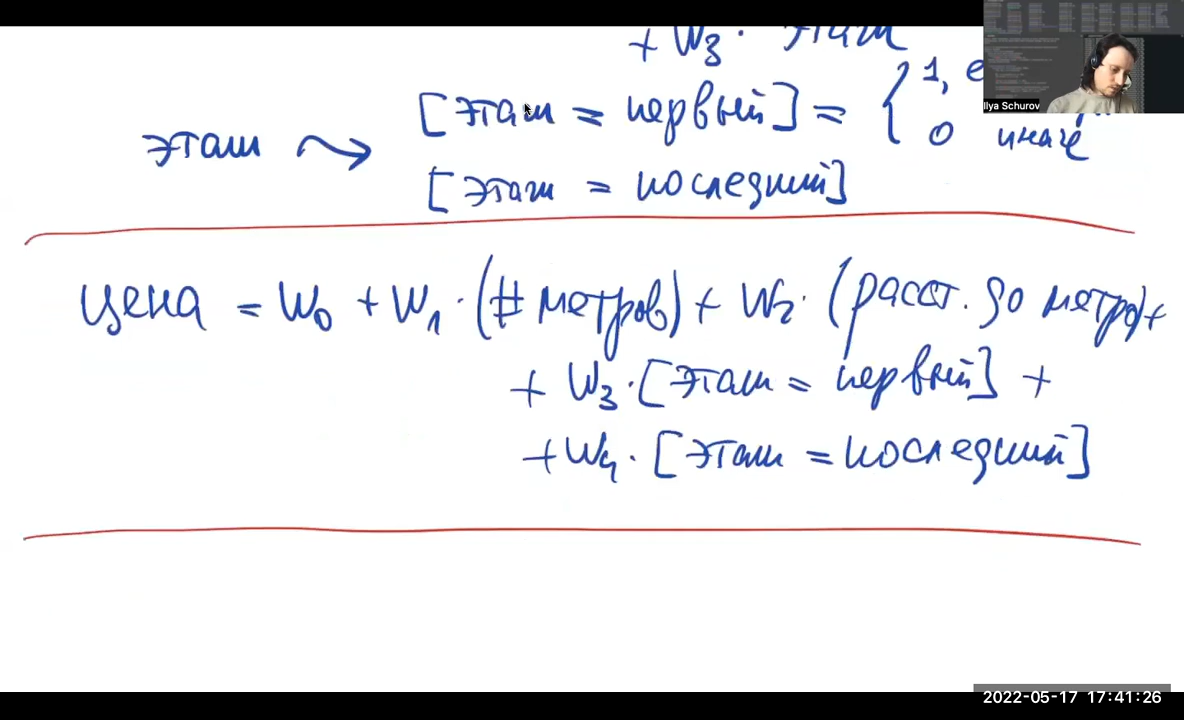 + W₃ · этаж
[этаж = первый] = { 1, е
0 иначе
этаж ⤳
[этаж = последний]
цена = W₀ + W₁ · (# метров) + W₂ · (расст. до метро) +
+ W₃ · [этаж = первый] +
+ W₄ · [этаж = последний]
Ilya Schurov
2022-05-17 17:41:26